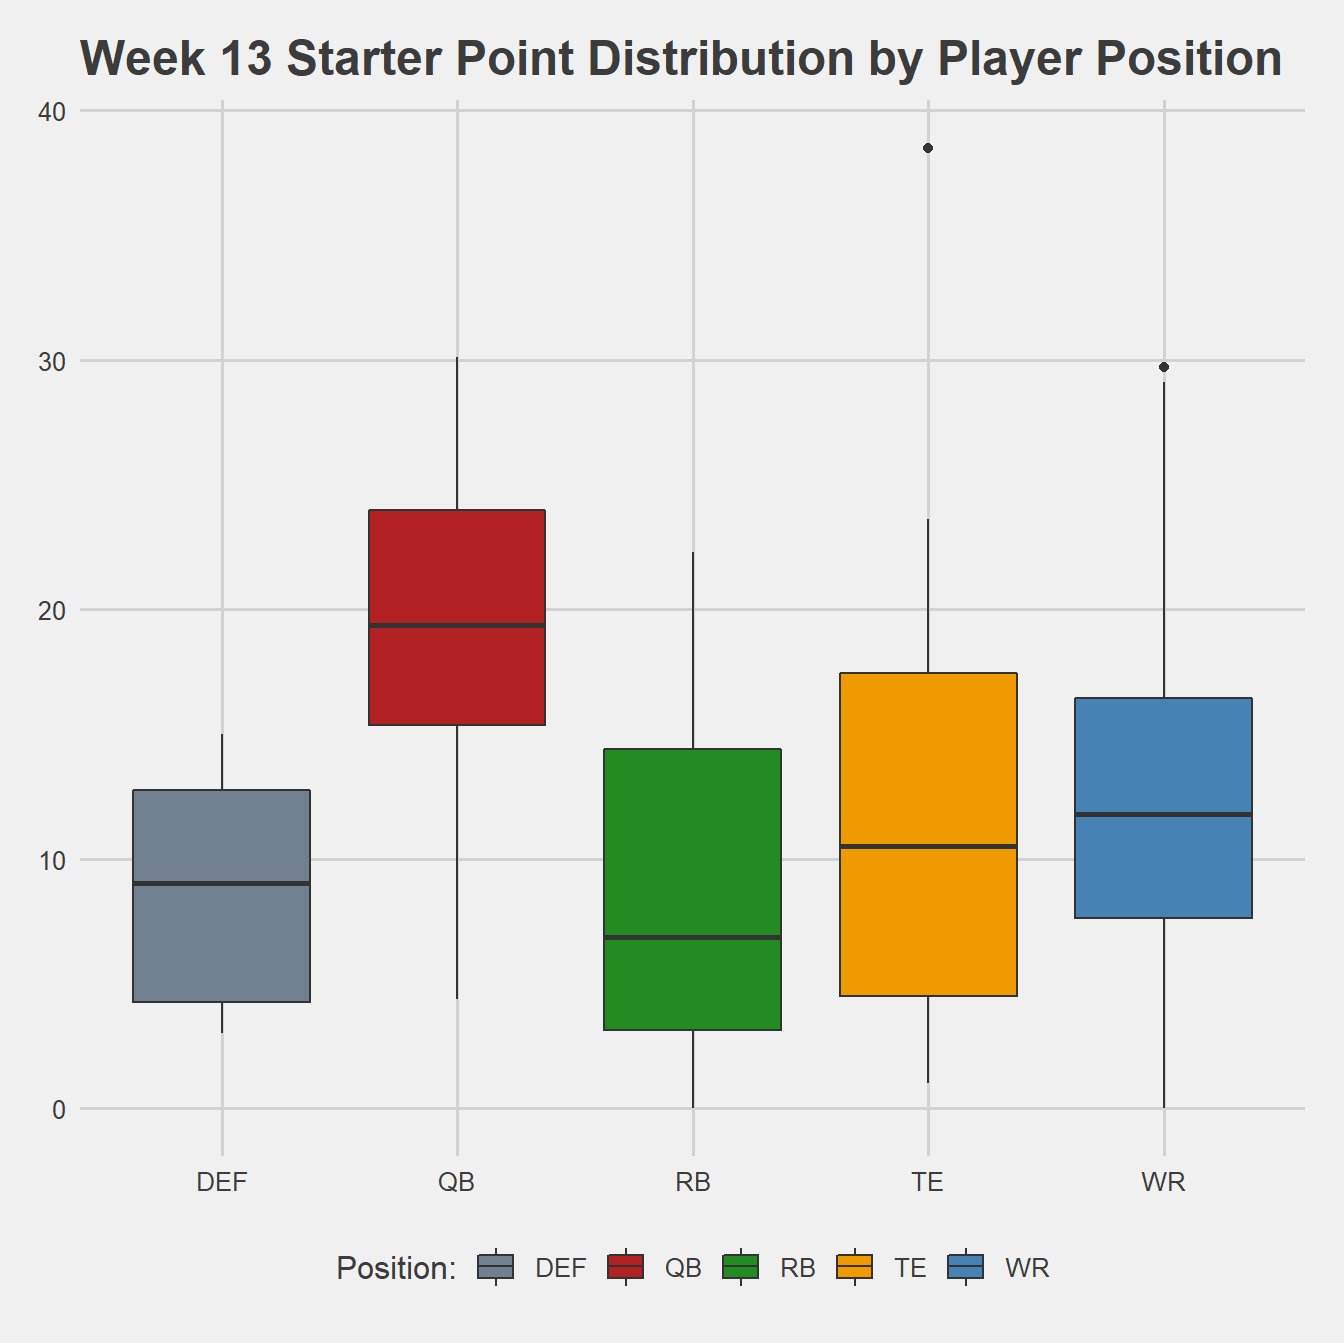 Week 13 Starter Point Distribution by Player Position
40
30
20
10
0
DEF QB RB TE WR
Position: DEF QB RB TE WR